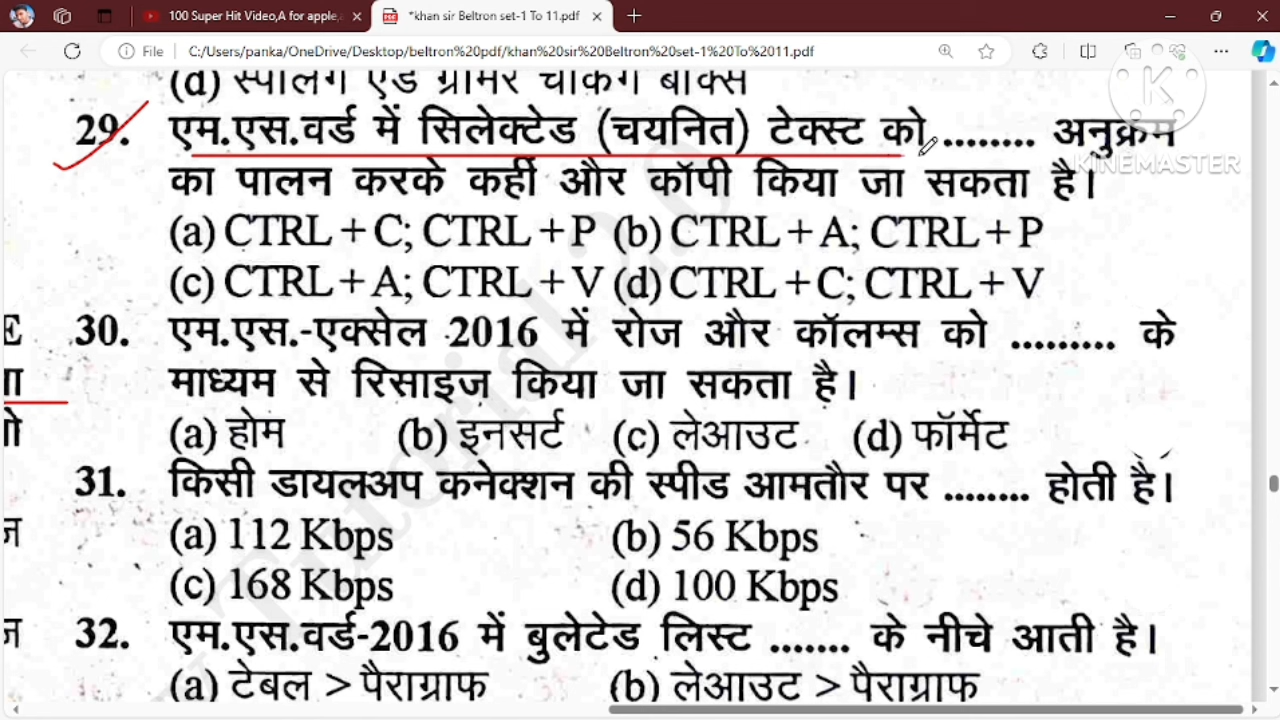 100 Super Hit Video,A for apple,a
*khan sir Beltron set-1 To 11.pdf
File C:/Users/panka/OneDrive/Desktop/beltron%20pdf/khan%20sir%20Beltron%20set-1%20To%2011.pdf
K
KINEMASTER
(d) स्पेलिंग एंड ग्रामर चेकिंग बॉक्स
29. एम.एस.वर्ड में सिलेक्टेड (चयनित) टेक्स्ट को ........ अनुक्रम
का पालन करके कहीं और कॉपी किया जा सकता है।
(a) CTRL + C; CTRL + P (b) CTRL + A; CTRL + P
(c) CTRL + A; CTRL + V (d) CTRL + C; CTRL + V
E 30. एम.एस.-एक्सेल 2016 में रोज और कॉलम्स को ......... के
माध्यम से रिसाइज किया जा सकता है।
(a) होम (b) इनसर्ट (c) लेआउट (d) फॉर्मेट
31. किसी डायलअप कनेक्शन की स्पीड आमतौर पर ........ होती है।
(a) 112 Kbps (b) 56 Kbps
(c) 168 Kbps (d) 100 Kbps
32. एम.एस.वर्ड-2016 में बुलेटेड लिस्ट ....... के नीचे आती है।
(a) टेबल > पैराग्राफ (b) लेआउट > पैराग्राफ